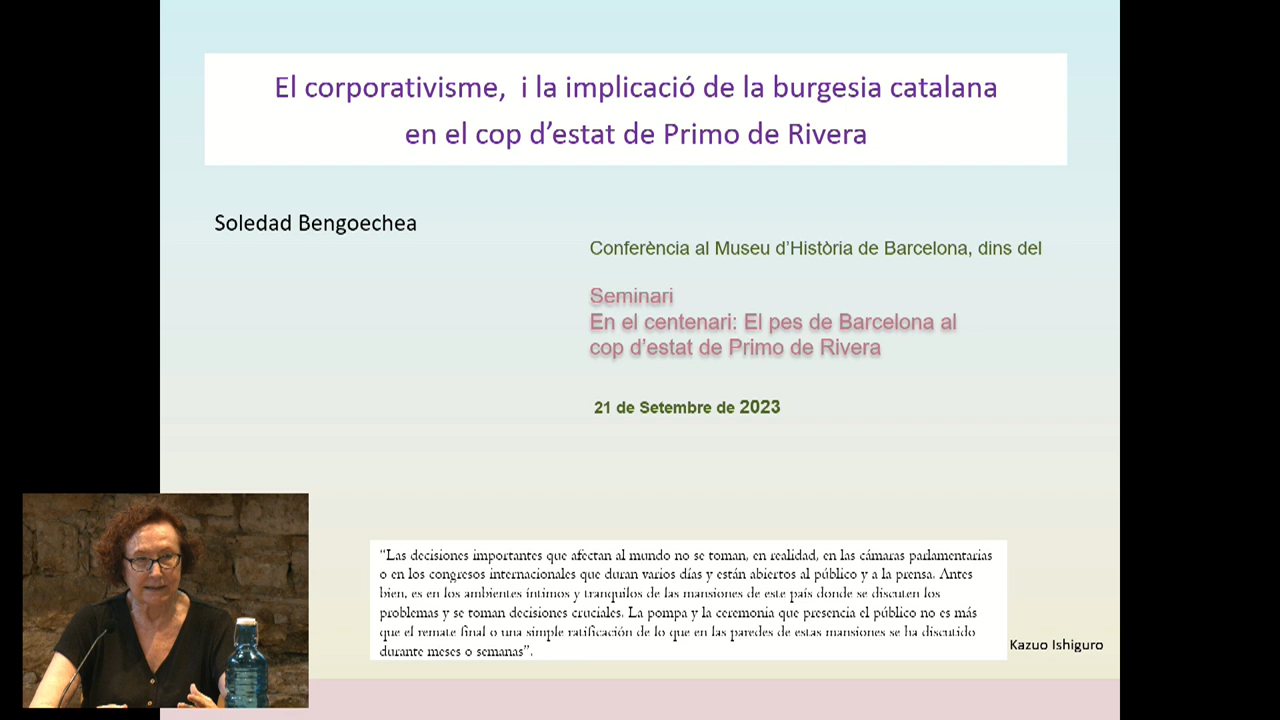 El corporativisme,  i la implicació de la burgesia catalana
en el cop d’estat de Primo de Rivera
Soledad Bengoechea
Conferència al Museu d’Història de Barcelona, dins del
Seminari
En el centenari: El pes de Barcelona al
cop d’estat de Primo de Rivera
21 de Setembre de 2023
“Las decisiones importantes que afectan al mundo no se toman, en realidad, en las cámaras parlamentarias
o en los congresos internacionales que duran varios días y están abiertos al público y a la prensa. Antes
bien, es en los ambientes íntimos y tranquilos de las mansiones de este país donde se discuten los
problemas y se toman decisiones cruciales. La pompa y la ceremonia que presencia el público no es más
que el remate final o una simple ratificación de lo que en las paredes de estas mansiones se ha discutido
durante meses o semanas”.
Kazuo Ishiguro